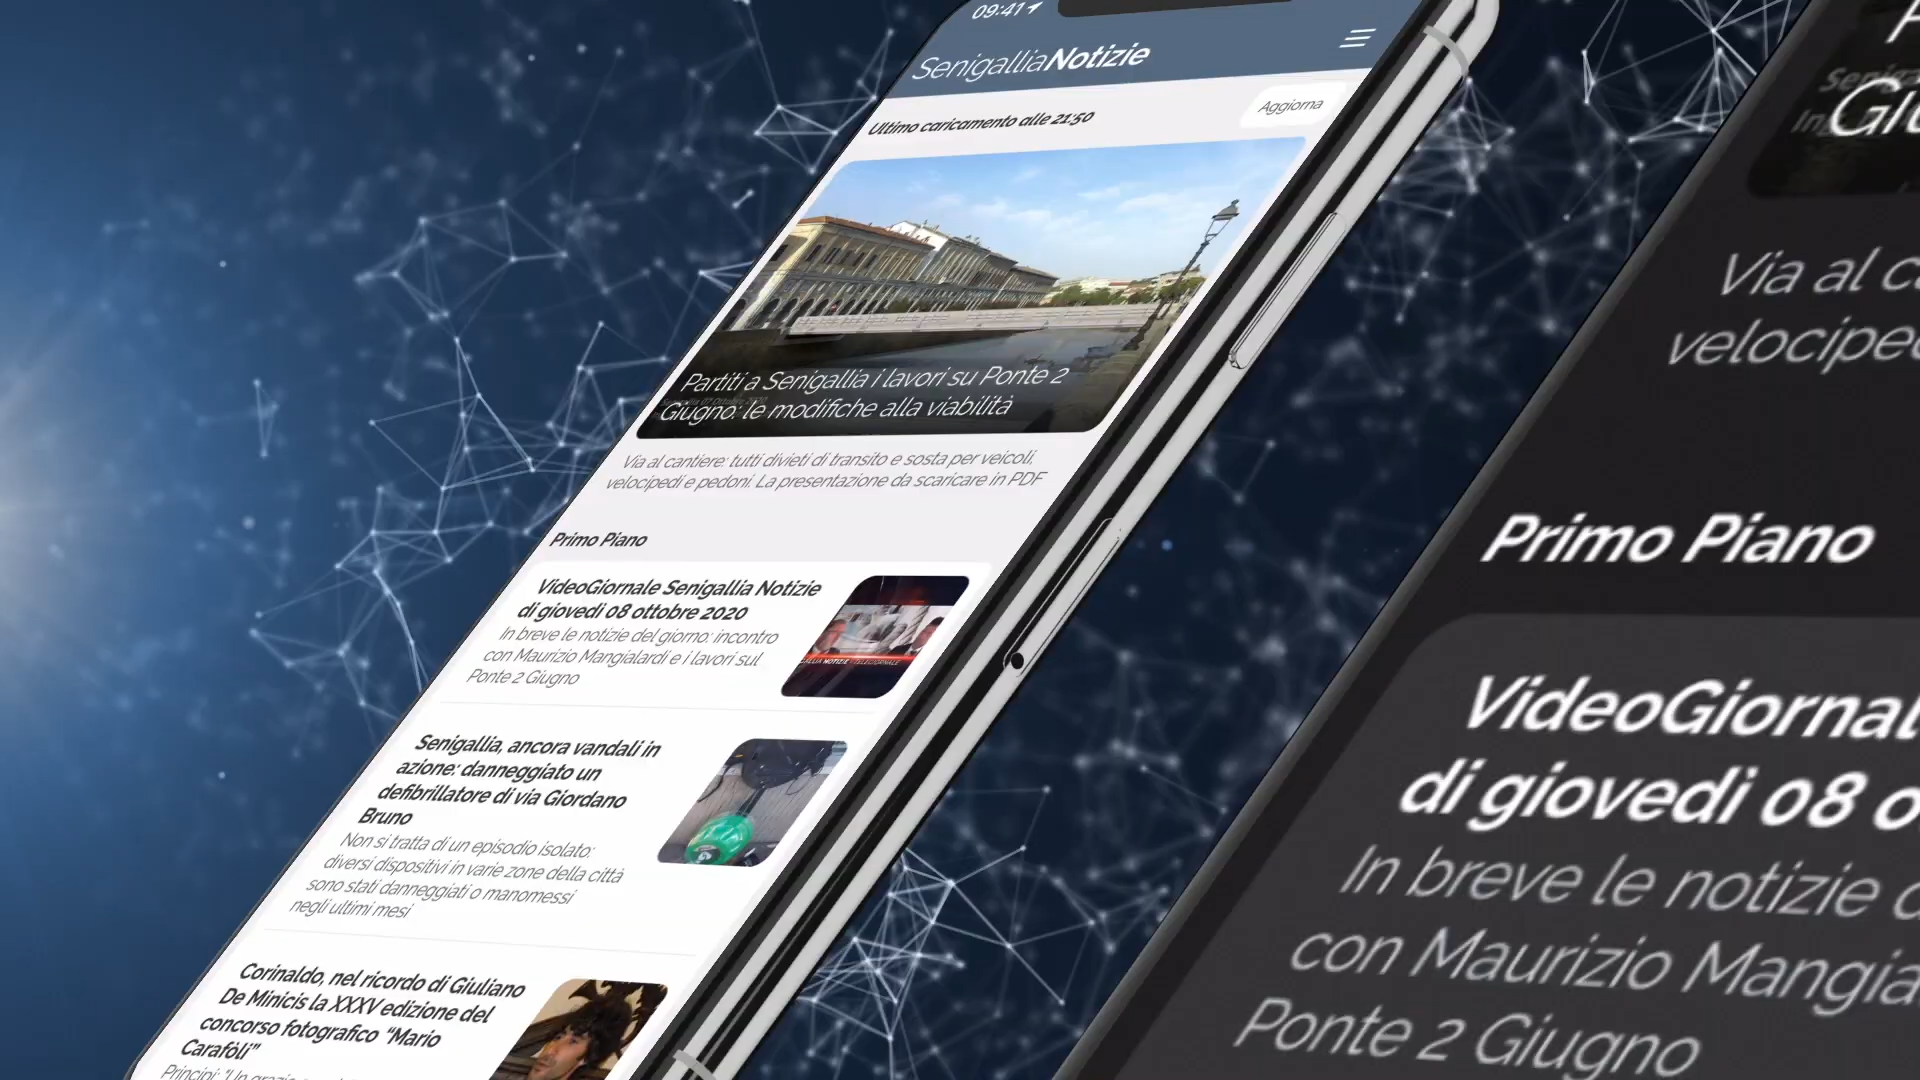 09:41
SenigalliaNotizie
Ultimo caricamento alle 21:50
Aggiorna
Partiti a Senigallia i lavori su Ponte 2
Giugno: le modifiche alla viabilità
Via al cantiere: tutti divieti di transito e sosta per veicoli,
velocipedi e pedoni. La presentazione da scaricare in PDF
Primo Piano
VideoGiornale Senigallia Notizie
di giovedì 08 ottobre 2020
In breve le notizie del giorno: incontro
con Maurizio Mangialardi e i lavori sul
Ponte 2 Giugno
Senigallia, ancora vandali in
azione: danneggiato un
defibrillatore di via Giordano
Bruno
Non si tratta di un episodio isolato:
diversi dispositivi in varie zone della città
sono stati danneggiati o manomessi
negli ultimi mesi
Corinaldo, nel ricordo di Giuliano
De Minicis la XXXV edizione del
concorso fotografico "Mario
Carafòli"
Principi: "Un
Via al
Primo Piano
di giovedì 08
In breve le notizie
con Maurizio
Ponte 2 Giugno